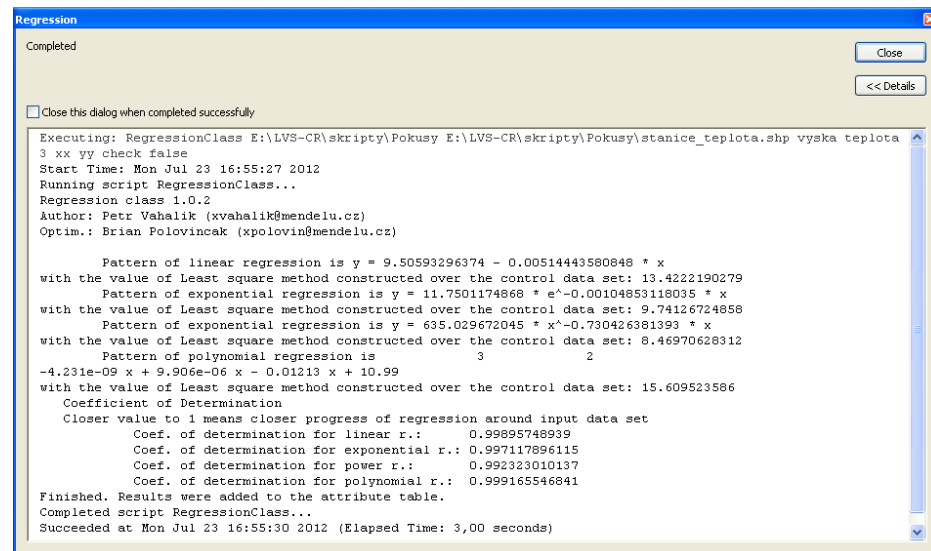 Regression
Completed
Close
<< Details
Close this dialog when completed successfully
Executing: RegressionClass E:\LVS-CR\skripty\Pokusy E:\LVS-CR\skripty\Pokusy\stanice_teplota.shp vyska teplota
3 xx yy check false
Start Time: Mon Jul 23 16:55:27 2012
Running script RegressionClass...
Regression class 1.0.2
Author: Petr Vahalik (xvahalik@mendelu.cz)
Optim.: Brian Polovincak (xpolovin@mendelu.cz)
Pattern of linear regression is y = 9.50593296374 - 0.00514443580848 * x
with the value of Least square method constructed over the control data set: 13.4222190279
Pattern of exponential regression is y = 11.7501174868 * e^-0.00104853118035 * x
with the value of Least square method constructed over the control data set: 9.74126724858
Pattern of exponential regression is y = 635.029672045 * x^-0.730426381393 * x
with the value of Least square method constructed over the control data set: 8.46970628312
Pattern of polynomial regression is 3 2
-4.231e-09 x + 9.906e-06 x - 0.01213 x + 10.99
with the value of Least square method constructed over the control data set: 15.609523586
Coefficient of Determination
Closer value to 1 means closer progress of regression around input data set
Coef. of determination for linear r.: 0.99895748939
Coef. of determination for exponential r.: 0.997117896115
Coef. of determination for power r.: 0.992323010137
Coef. of determination for polynomial r.: 0.999165546841
Finished. Results were added to the attribute table.
Completed script RegressionClass...
Succeeded at Mon Jul 23 16:55:30 2012 (Elapsed Time: 3,00 seconds)